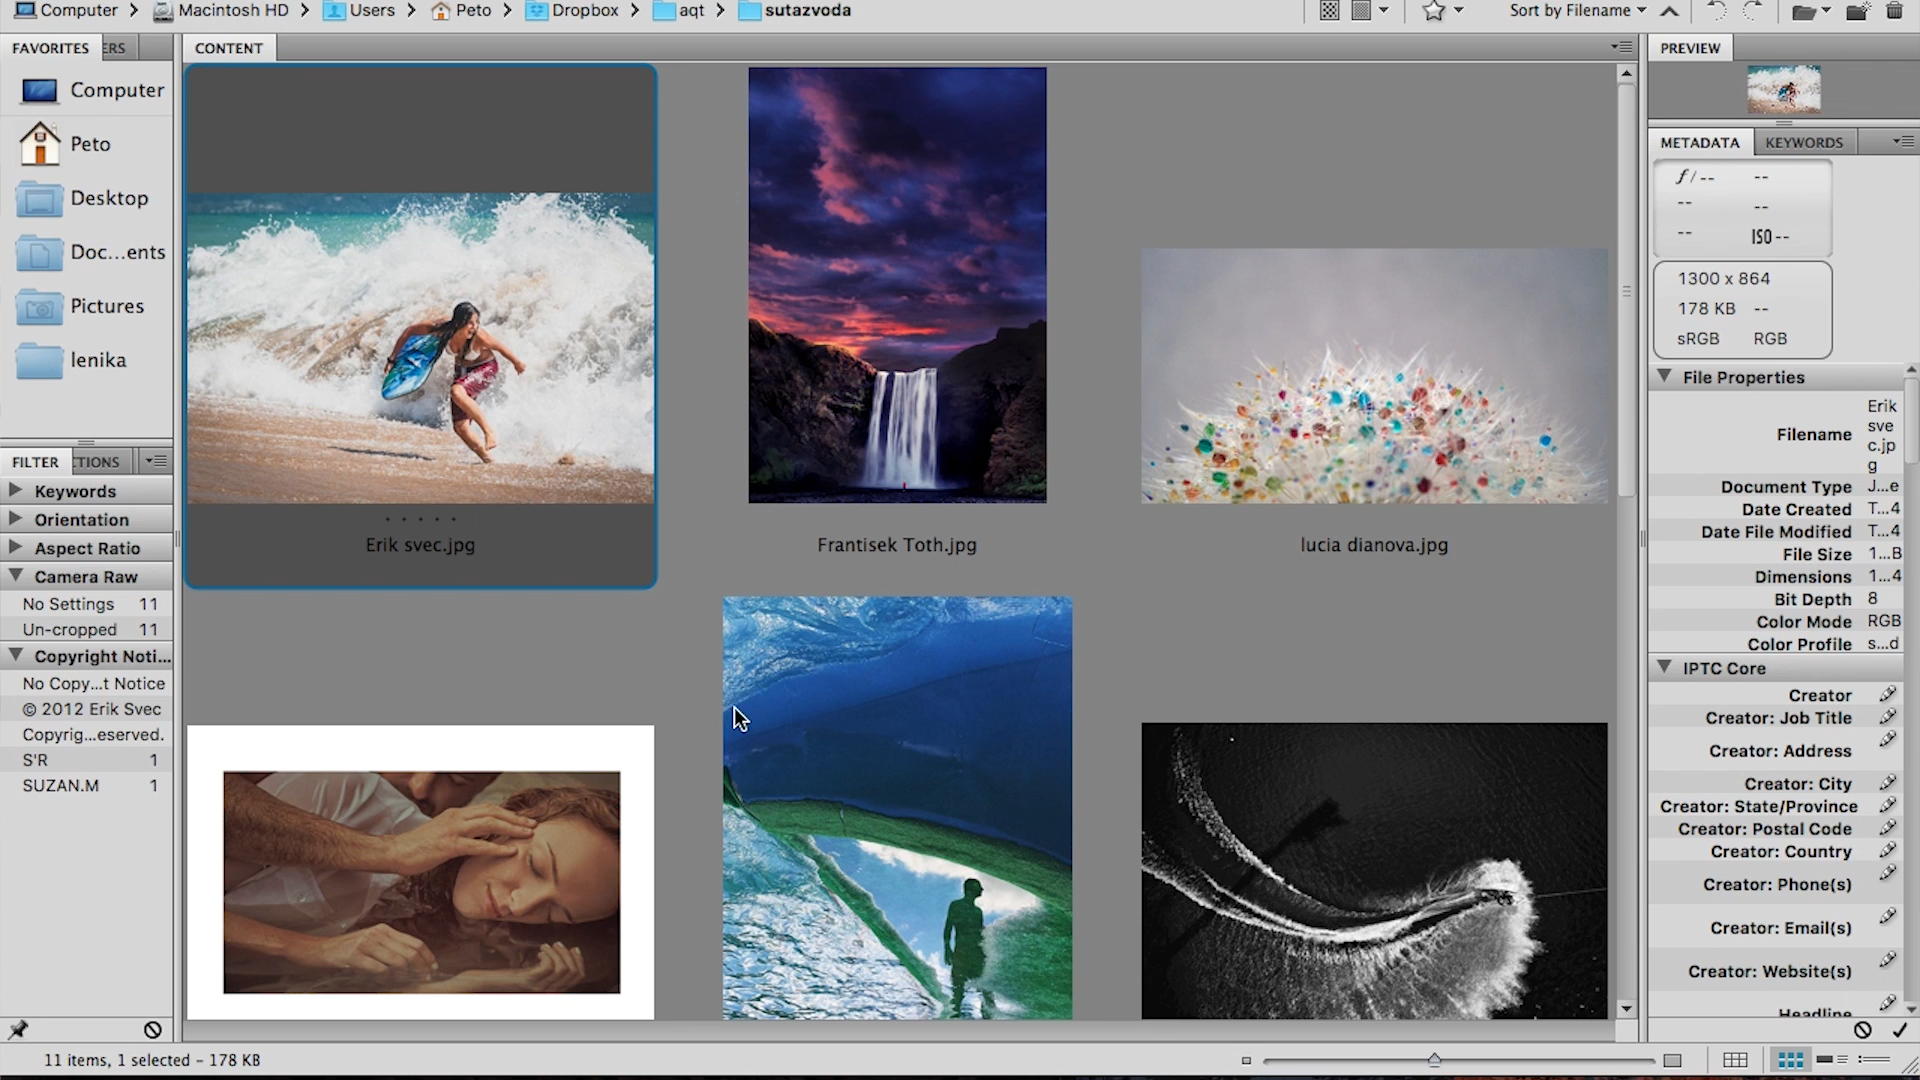 Computer Macintosh HD Users Peto Dropbox aqt sutazvoda
Sort by Filename
FAVORITES ERS
Computer
Peto
Desktop
Doc...ents
Pictures
lenika
FILTER CTIONS
Keywords
Orientation
Aspect Ratio
Camera Raw
No Settings 11
Un-cropped 11
Copyright Noti...
No Copy...t Notice
© 2012 Erik Svec
Copyrig...eserved.
S'R 1
SUZAN.M 1
CONTENT
Erik svec.jpg
Frantisek Toth.jpg
lucia dianova.jpg
PREVIEW
METADATA KEYWORDS
f/-- --
-- --
-- ISO --
1300 x 864
178 KB --
sRGB RGB
File Properties
Filename Erik
sve
c.jp
g
Document Type J...e
Date Created T...4
Date File Modified T...4
File Size 1...B
Dimensions 1...4
Bit Depth 8
Color Mode RGB
Color Profile s...d
IPTC Core
Creator
Creator: Job Title
Creator: Address
Creator: City
Creator: State/Province
Creator: Postal Code
Creator: Country
Creator: Phone(s)
Creator: Email(s)
Creator: Website(s)
Headline
11 items, 1 selected - 178 KB